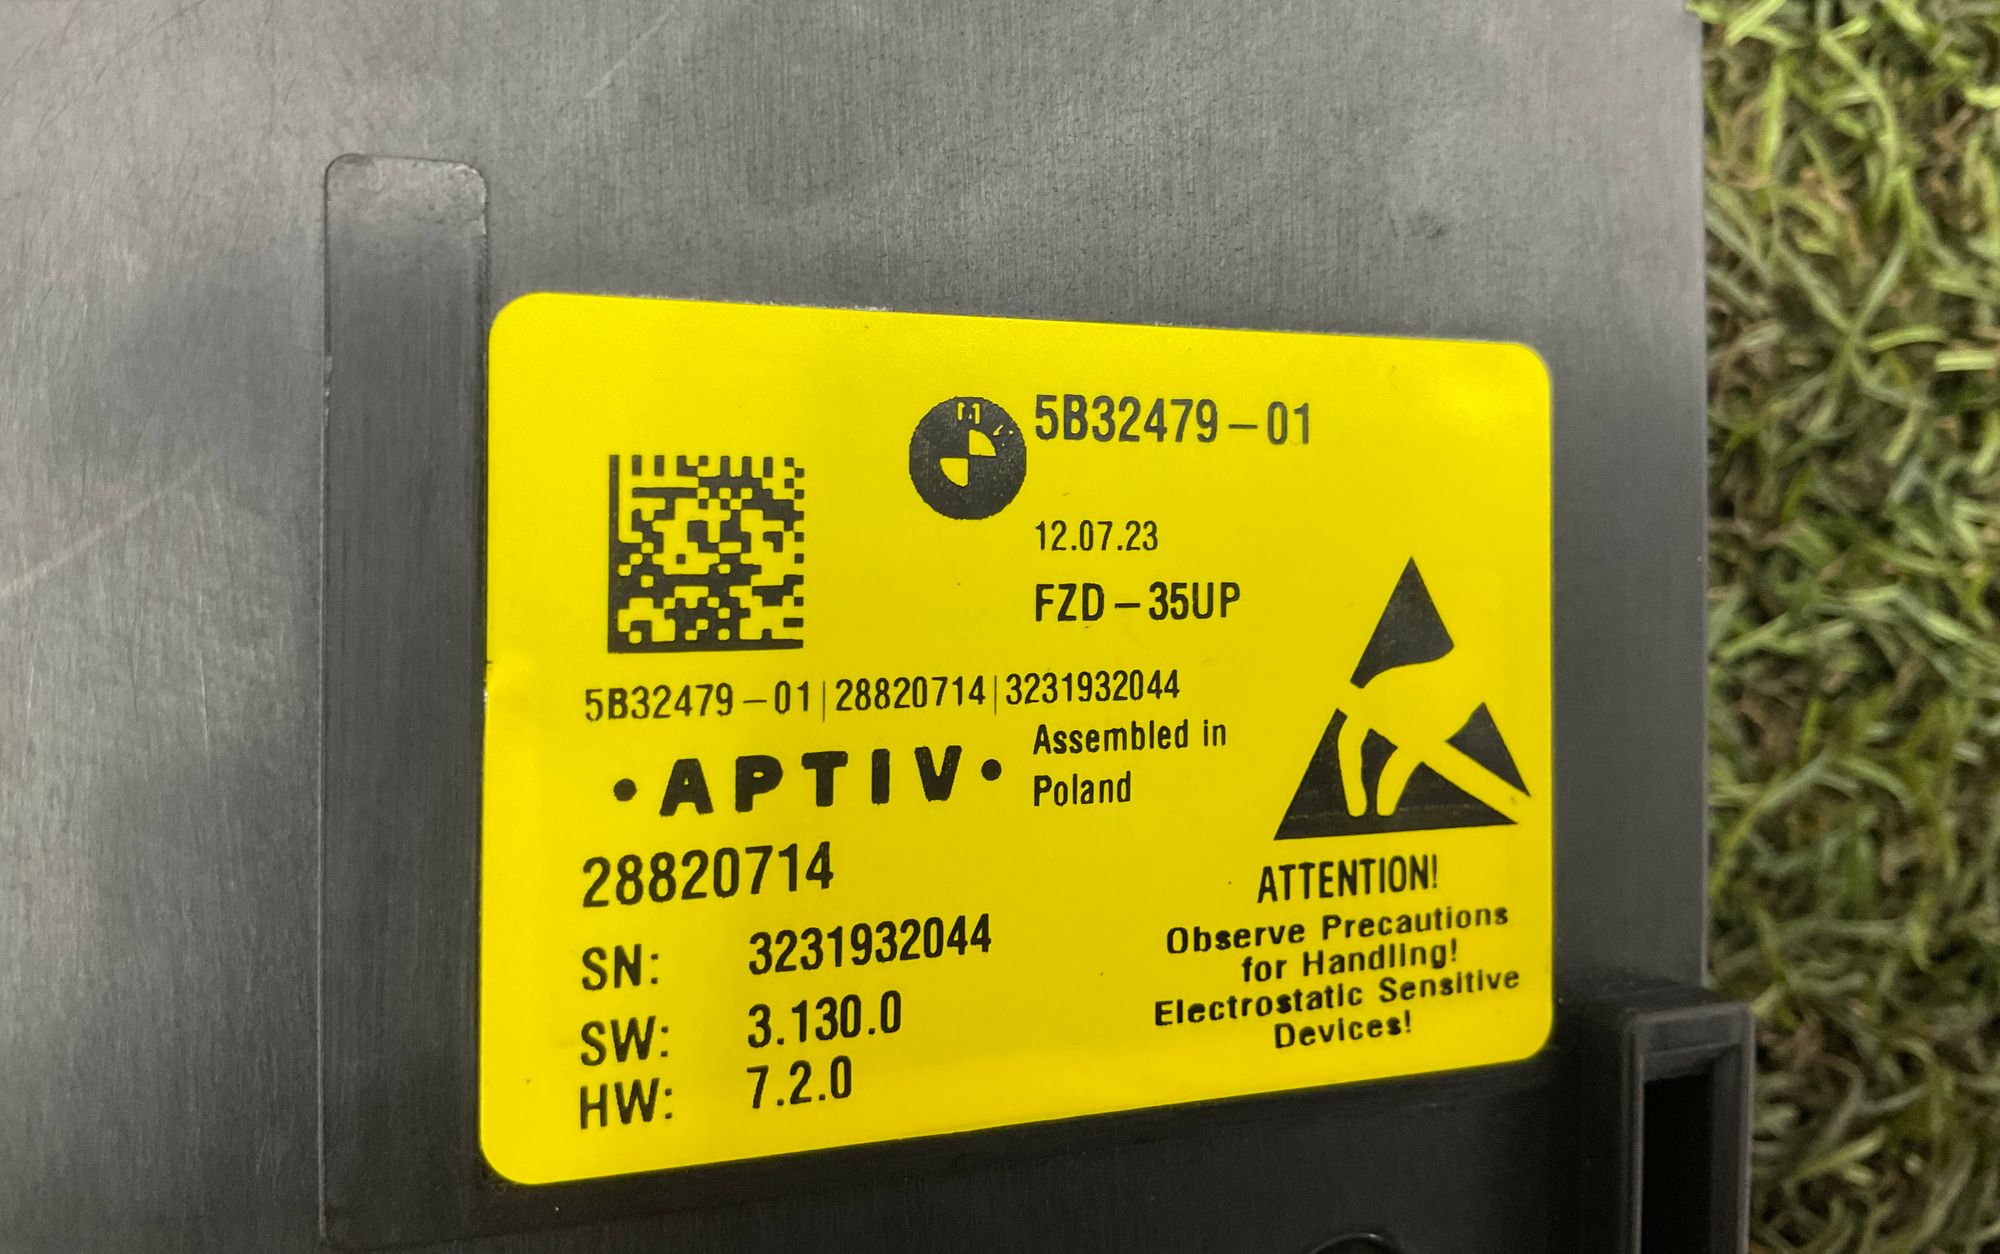 5B32479-01
12.07.23
FZD-35UP
5B32479-01|28820714|3231932044
·APTIV·
Assembled in
Poland
28820714
SN: 3231932044
SW: 3.130.0
HW: 7.2.0
ATTENTION!
Observe Precautions
for Handling!
Electrostatic Sensitive
Devices!